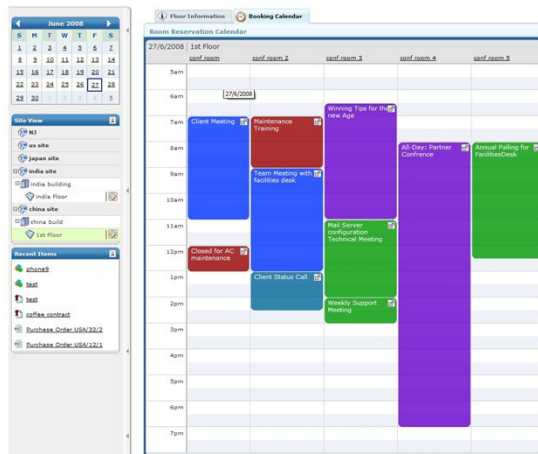 June 2008
S M T W T F S
1 2 3 4 5 6 7
8 9 10 11 12 13 14
15 16 17 18 19 20 21
22 23 24 25 26 27 28
29 30 1 2 3 4 5
Site View
NJ
us site
japan site
india site
india building
india Floor
china site
china build
1st Floor
Recent Items
phone9
test
test
coffee contract
Purchase Order USA/32/2
Purchase Order USA/12/1
Floor Information
Booking Calendar
Room Reservation Calendar
27/6/2008 1st Floor
conf room conf room 2 conf room 3 conf room 4 conf room 5
5am
6am
27/6/2008
7am
8am
9am
10am
11am
12pm
1pm
2pm
3pm
4pm
5pm
6pm
7pm
Client Meeting
Closed for AC
maintenance
Maintenance
Training
Team Meeting with
facilities desk
Client Status Call
Winning Tips for the
new Age
Mail Server
configuration
Technical Meeting
Weekly Support
Meeting
All-Day: Partner
Confrence
Annual Palling for
FacilitiesDesk